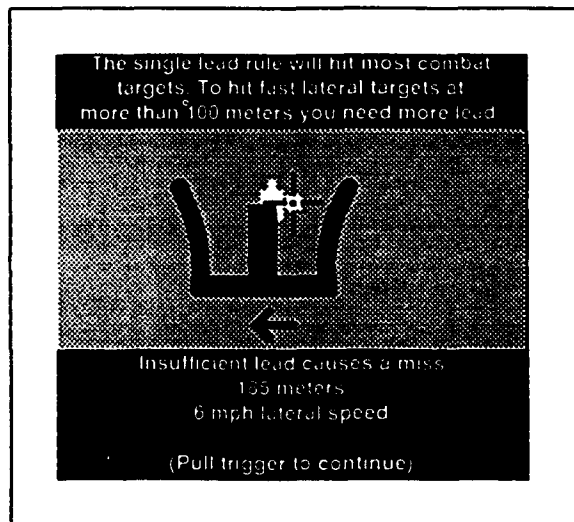 The single lead rule will hit most combat
targets. To hit fast lateral targets at
more than 100 meters you need more lead
Insufficient lead causes a miss
165 meters
6 mph lateral speed
(Pull trigger to continue)